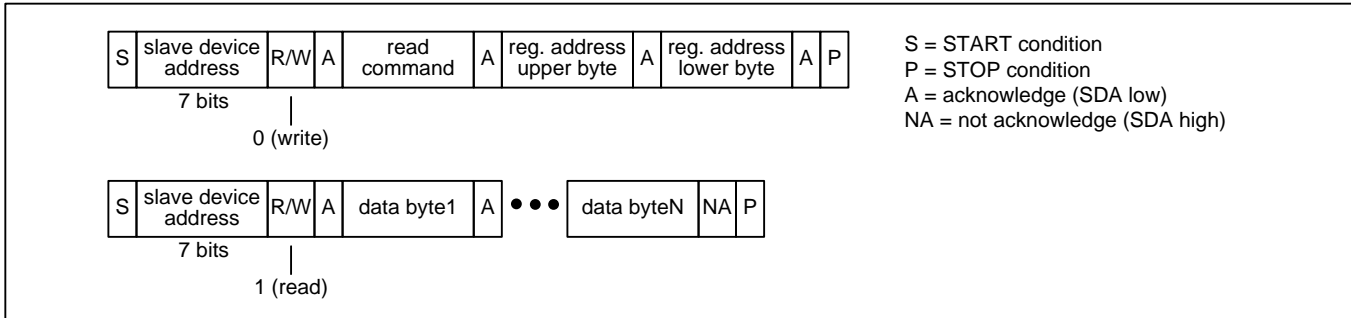 S slave device address R/W A read command A reg. address upper byte A reg. address lower byte A P
7 bits
0 (write)
S slave device address R/W A data byte1 A ●●● data byteN NA P
7 bits
1 (read)
S = START condition
P = STOP condition
A = acknowledge (SDA low)
NA = not acknowledge (SDA high)